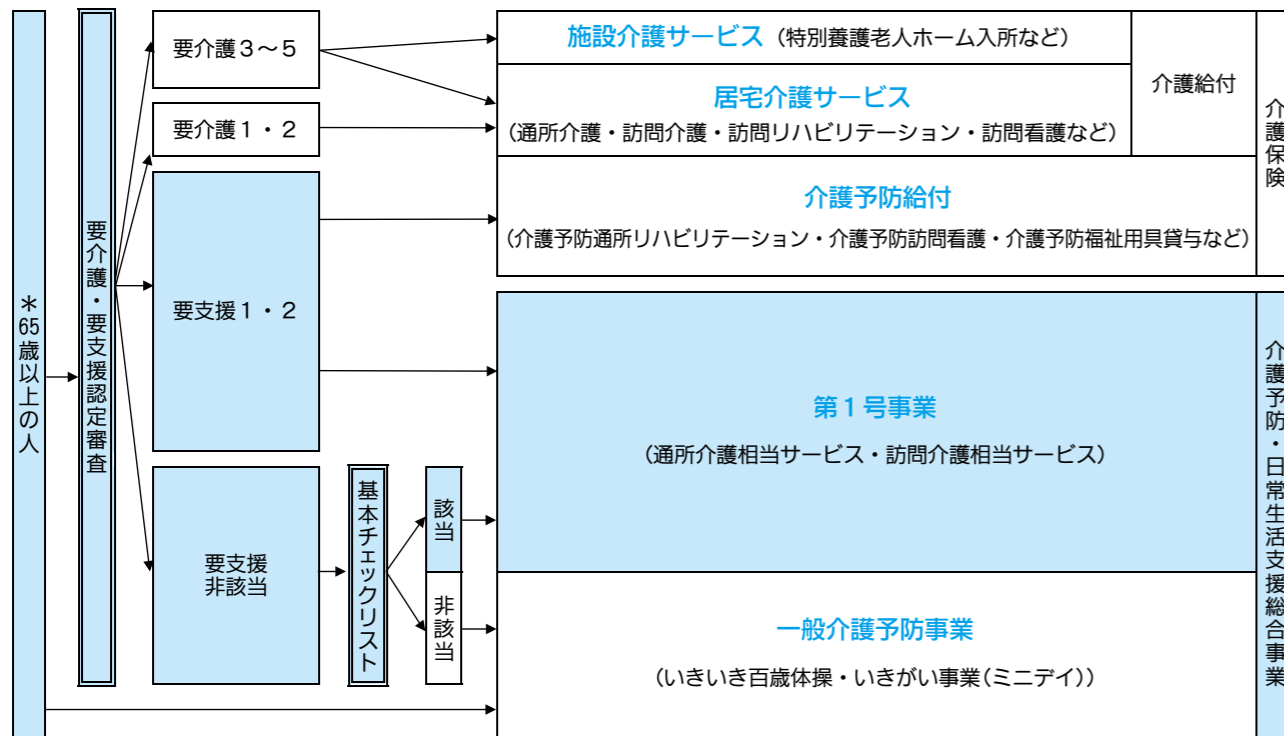 ＊65歳以上の人
要介護・要支援認定審査
要介護３～５
要介護１・２
要支援１・２
要支援
非該当
基本チェックリスト
該当
非該当
施設介護サービス（特別養護老人ホーム入所など）
居宅介護サービス
（通所介護・訪問介護・訪問リハビリテーション・訪問看護など）
介護給付
介護予防給付
（介護予防通所リハビリテーション・介護予防訪問看護・介護予防福祉用具貸与など）
介護保険
第１号事業
（通所介護相当サービス・訪問介護相当サービス）
一般介護予防事業
（いきいき百歳体操・いきがい事業（ミニデイ））
介護予防・日常生活支援総合事業